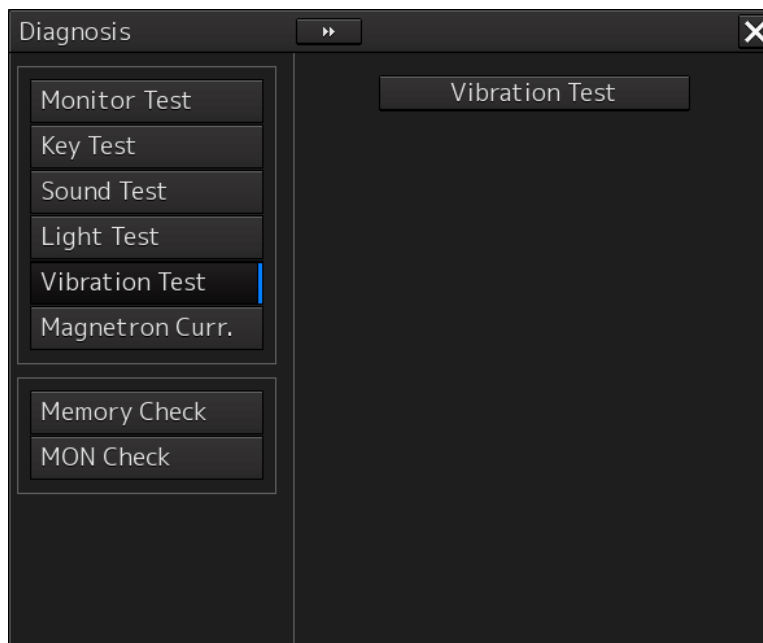 Diagnosis
Monitor Test
Key Test
Sound Test
Light Test
Vibration Test
Magnetron Curr.
Memory Check
MON Check
Vibration Test